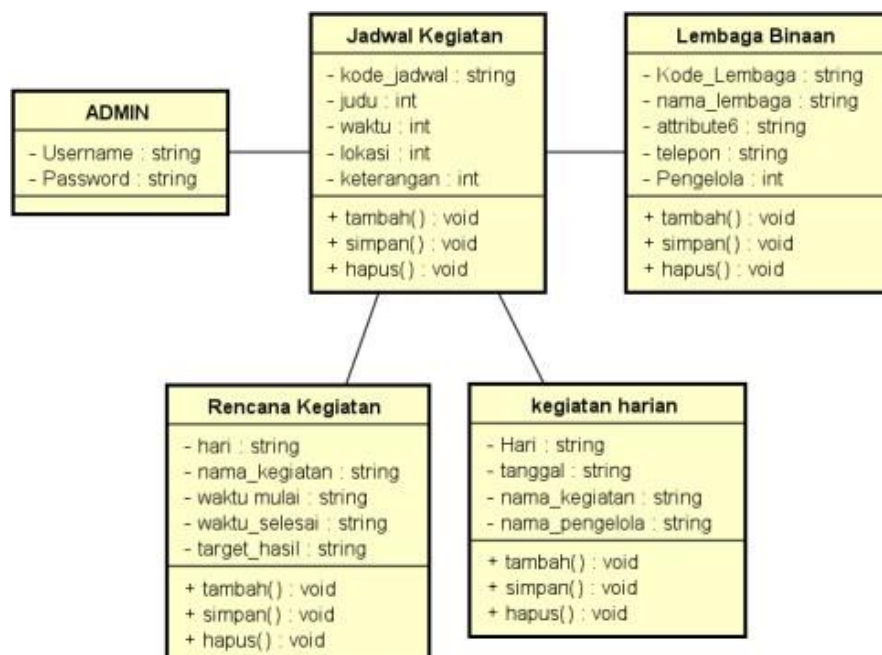 ADMIN
- Username : string
- Password : string
Jadwal Kegiatan
- kode_jadwal : string
- judu : int
- waktu : int
- lokasi : int
- keterangan : int
+ tambah() : void
+ simpan() : void
+ hapus() : void
Lembaga Binaan
- Kode_Lembaga : string
- nama_lembaga : string
- attribute6 : string
- telepon : string
- Pengelola : int
+ tambah() : void
+ simpan() : void
+ hapus() : void
Rencana Kegiatan
- hari : string
- nama_kegiatan : string
- waktu mulai : string
- waktu_selesai : string
- target_hasil : string
+ tambah() : void
+ simpan() : void
+ hapus() : void
kegiatan harian
- Hari : string
- tanggal : string
- nama_kegiatan : string
- nama_pengelola : string
+ tambah() : void
+ simpan() : void
+ hapus() : void